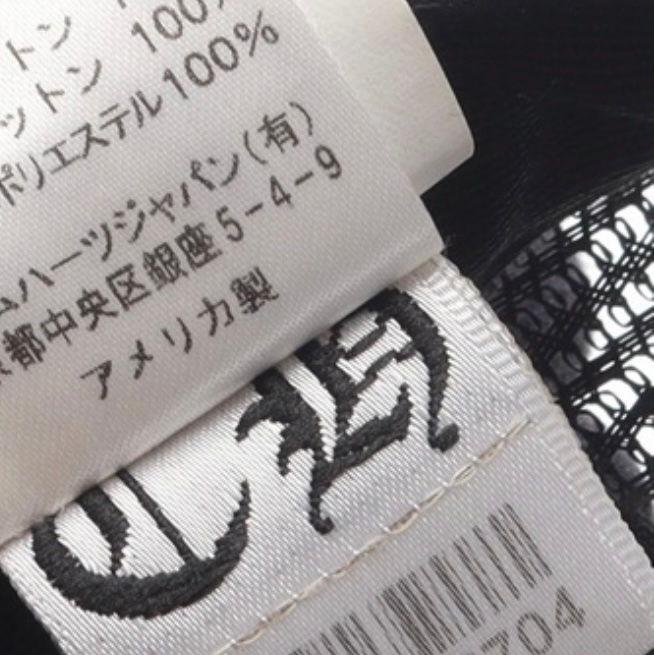 トン 100%
ットン 100%
ポリエステル100%
ムハーツジャパン(有)
京都中央区銀座5-4-9
アメリカ製
CH
704